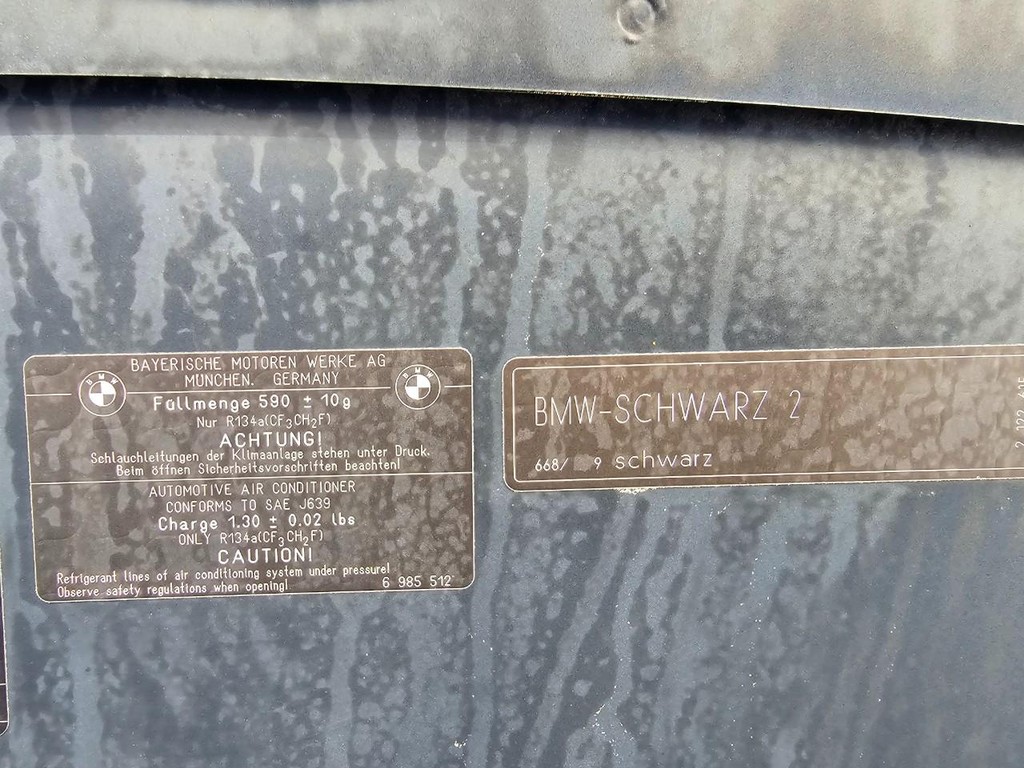 BAYERISCHE MOTOREN WERKE AG
MÜNCHEN. GERMANY
BMW
BMW
Füllmenge 590 ± 10g
Nur R134a(CF₃CH₂F)
ACHTUNG!
Schlauchleitungen der Klimaanlage stehen unter Druck.
Beim öffnen Sicherheitsvorschriften beachten!
AUTOMOTIVE AIR CONDITIONER
CONFORMS TO SAE J639
Charge 1.30 ± 0.02 lbs
ONLY R134a(CF₃CH₂F)
CAUTION!
Refrigerant lines of air conditioning system under pressure!
Observe safety regulations when opening!
6 985 512
BMW-SCHWARZ 2
668/ 9 schwarz